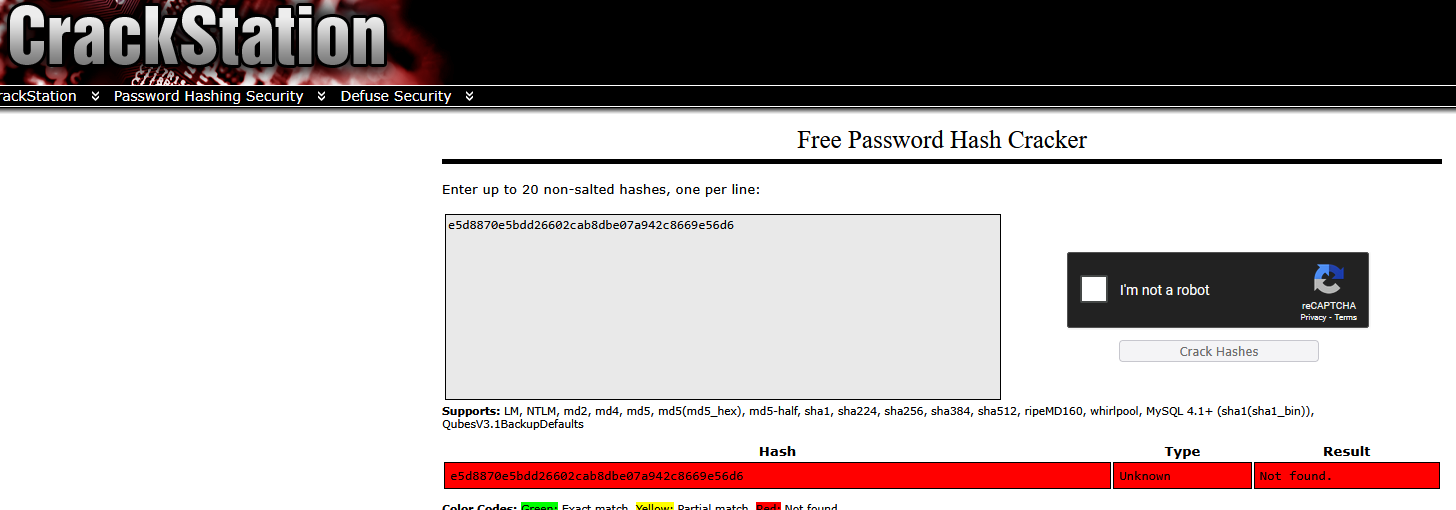 CrackStation
rackStation Password Hashing Security Defuse Security
Free Password Hash Cracker
Enter up to 20 non-salted hashes, one per line:
e5d8870e5bdd26602cab8dbe07a942c8669e56d6
I'm not a robot
reCAPTCHA
Privacy - Terms
Crack Hashes
Supports: LM, NTLM, md2, md4, md5, md5(md5_hex), md5-half, sha1, sha224, sha256, sha384, sha512, ripeMD160, whirlpool, MySQL 4.1+ (sha1(sha1_bin)),
QubesV3.1BackupDefaults
Hash Type Result
e5d8870e5bdd26602cab8dbe07a942c8669e56d6 Unknown Not found.
Color Codes: Green: Exact match, Yellow: Partial match, Red: Not found